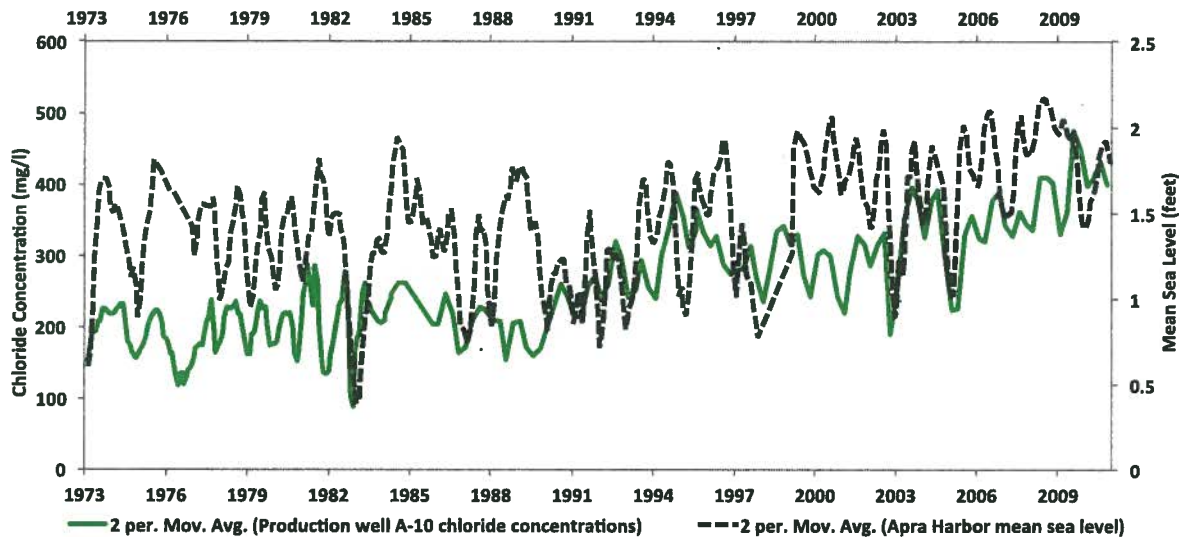 1973 1976 1979 1982 1985 1988 1991 1994 1997 2000 2003 2006 2009
600
500
400
300
200
100
0
Chloride Concentration (mg/l)
2.5
2
1.5
1
0.5
0
Mean Sea Level (feet)
1973 1976 1979 1982 1985 1988 1991 1994 1997 2000 2003 2006 2009
2 per. Mov. Avg. (Production well A-10 chloride concentrations) 2 per. Mov. Avg. (Apra Harbor mean sea level)